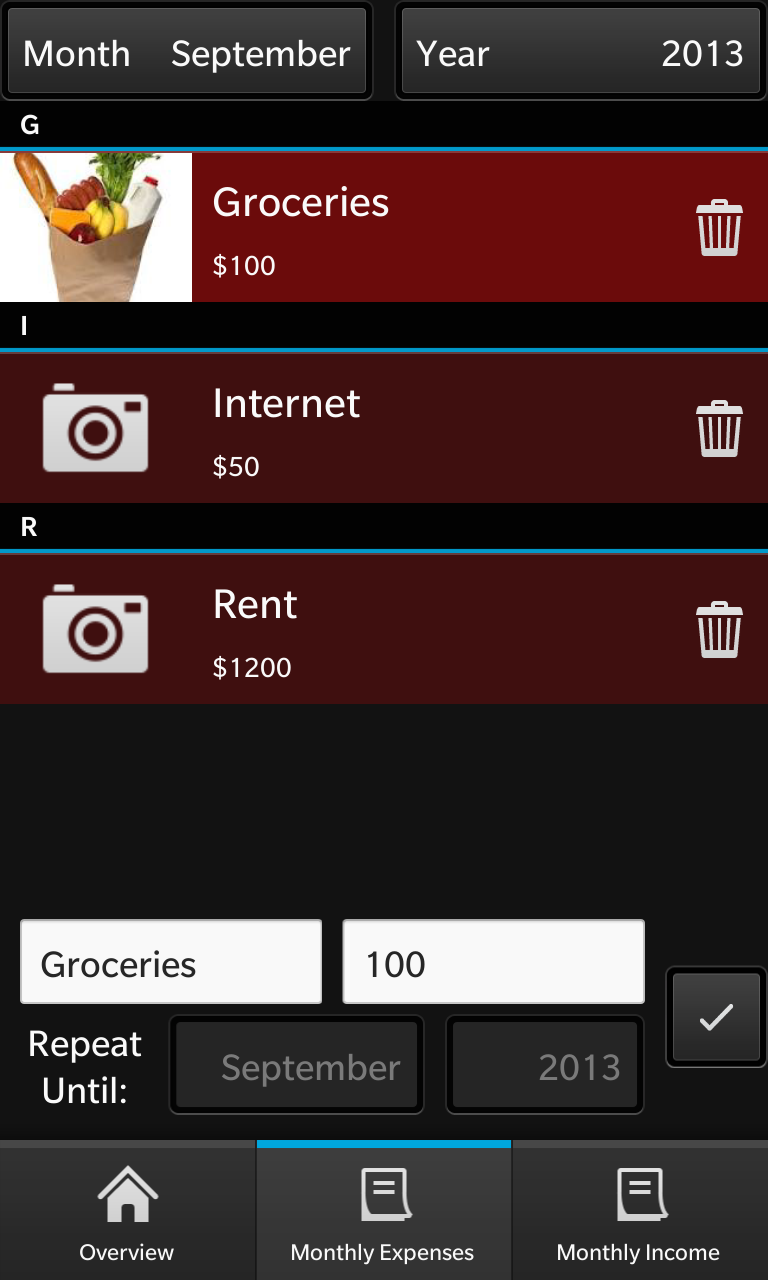 Month September Year 2013
G
Groceries
$100
I
Internet
$50
R
Rent
$1200
Groceries 100
Repeat
Until: September 2013
Overview Monthly Expenses Monthly Income